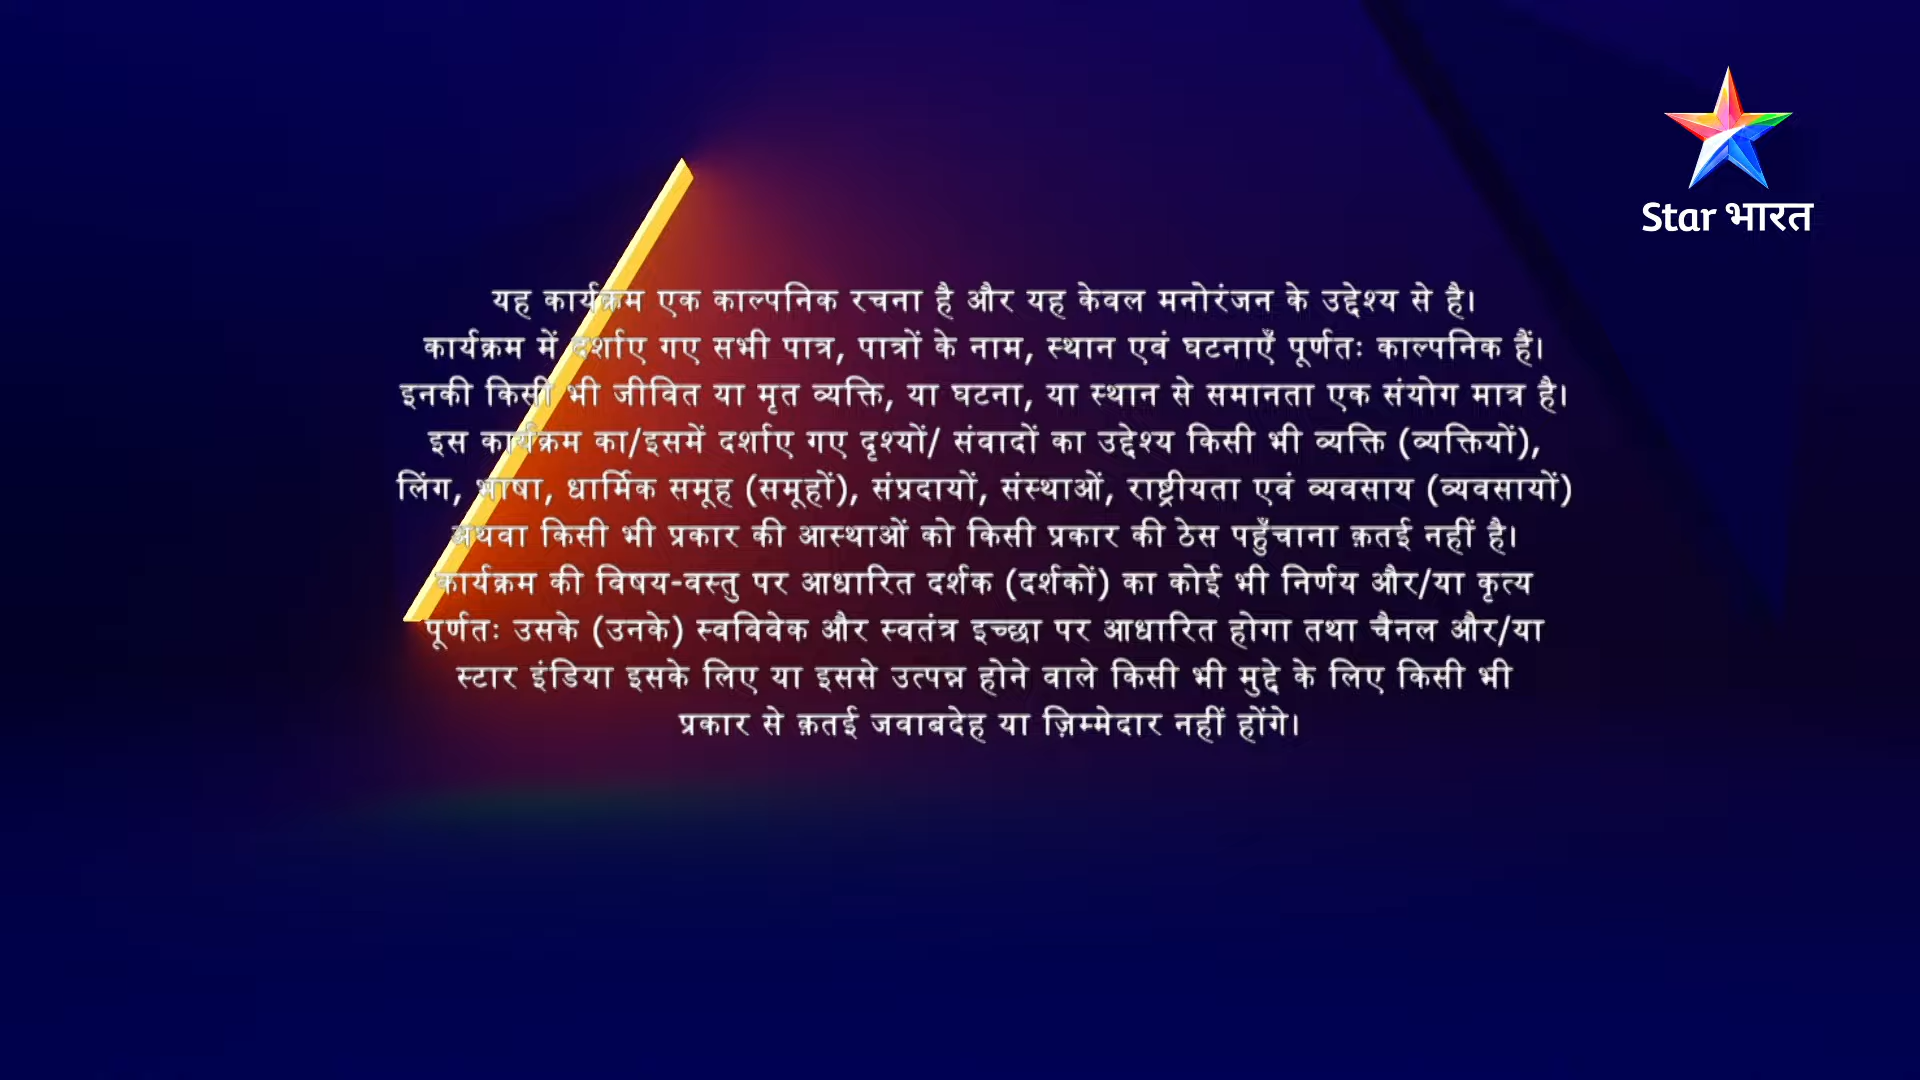 Star भारत
यह कार्यक्रम एक काल्पनिक रचना है और यह केवल मनोरंजन के उद्देश्य से है।
कार्यक्रम में दर्शाए गए सभी पात्र, पात्रों के नाम, स्थान एवं घटनाएँ पूर्णतः काल्पनिक हैं।
इनकी किसी भी जीवित या मृत व्यक्ति, या घटना, या स्थान से समानता एक संयोग मात्र है।
इस कार्यक्रम का/इसमें दर्शाए गए दृश्यों/ संवादों का उद्देश्य किसी भी व्यक्ति (व्यक्तियों),
लिंग, भाषा, धार्मिक समूह (समूहों), संप्रदायों, संस्थाओं, राष्ट्रीयता एवं व्यवसाय (व्यवसायों)
अथवा किसी भी प्रकार की आस्थाओं को किसी प्रकार की ठेस पहुँचाना क़तई नहीं है।
कार्यक्रम की विषय-वस्तु पर आधारित दर्शक (दर्शकों) का कोई भी निर्णय और/या कृत्य
पूर्णतः उसके (उनके) स्वविवेक और स्वतंत्र इच्छा पर आधारित होगा तथा चैनल और/या
स्टार इंडिया इसके लिए या इससे उत्पन्न होने वाले किसी भी मुद्दे के लिए किसी भी
प्रकार से क़तई जवाबदेह या ज़िम्मेदार नहीं होंगे।